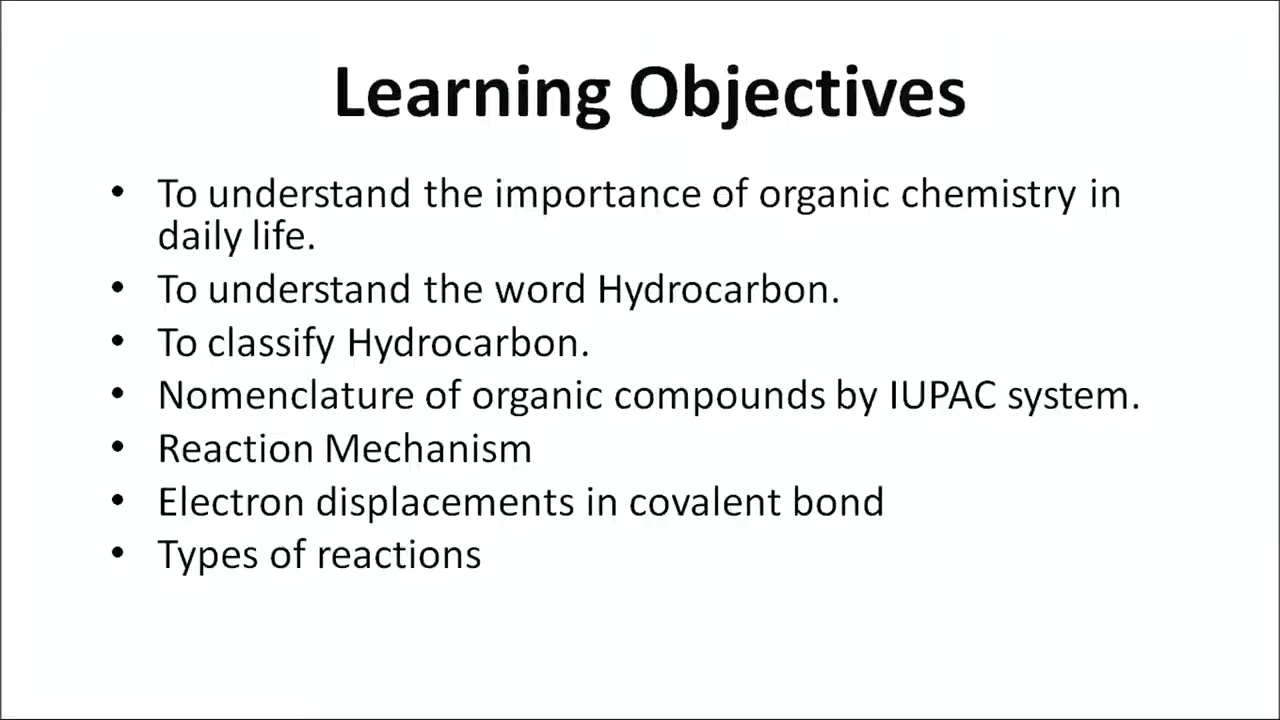 Learning Objectives
• To understand the importance of organic chemistry in
daily life.
• To understand the word Hydrocarbon.
• To classify Hydrocarbon.
• Nomenclature of organic compounds by IUPAC system.
• Reaction Mechanism
• Electron displacements in covalent bond
• Types of reactions